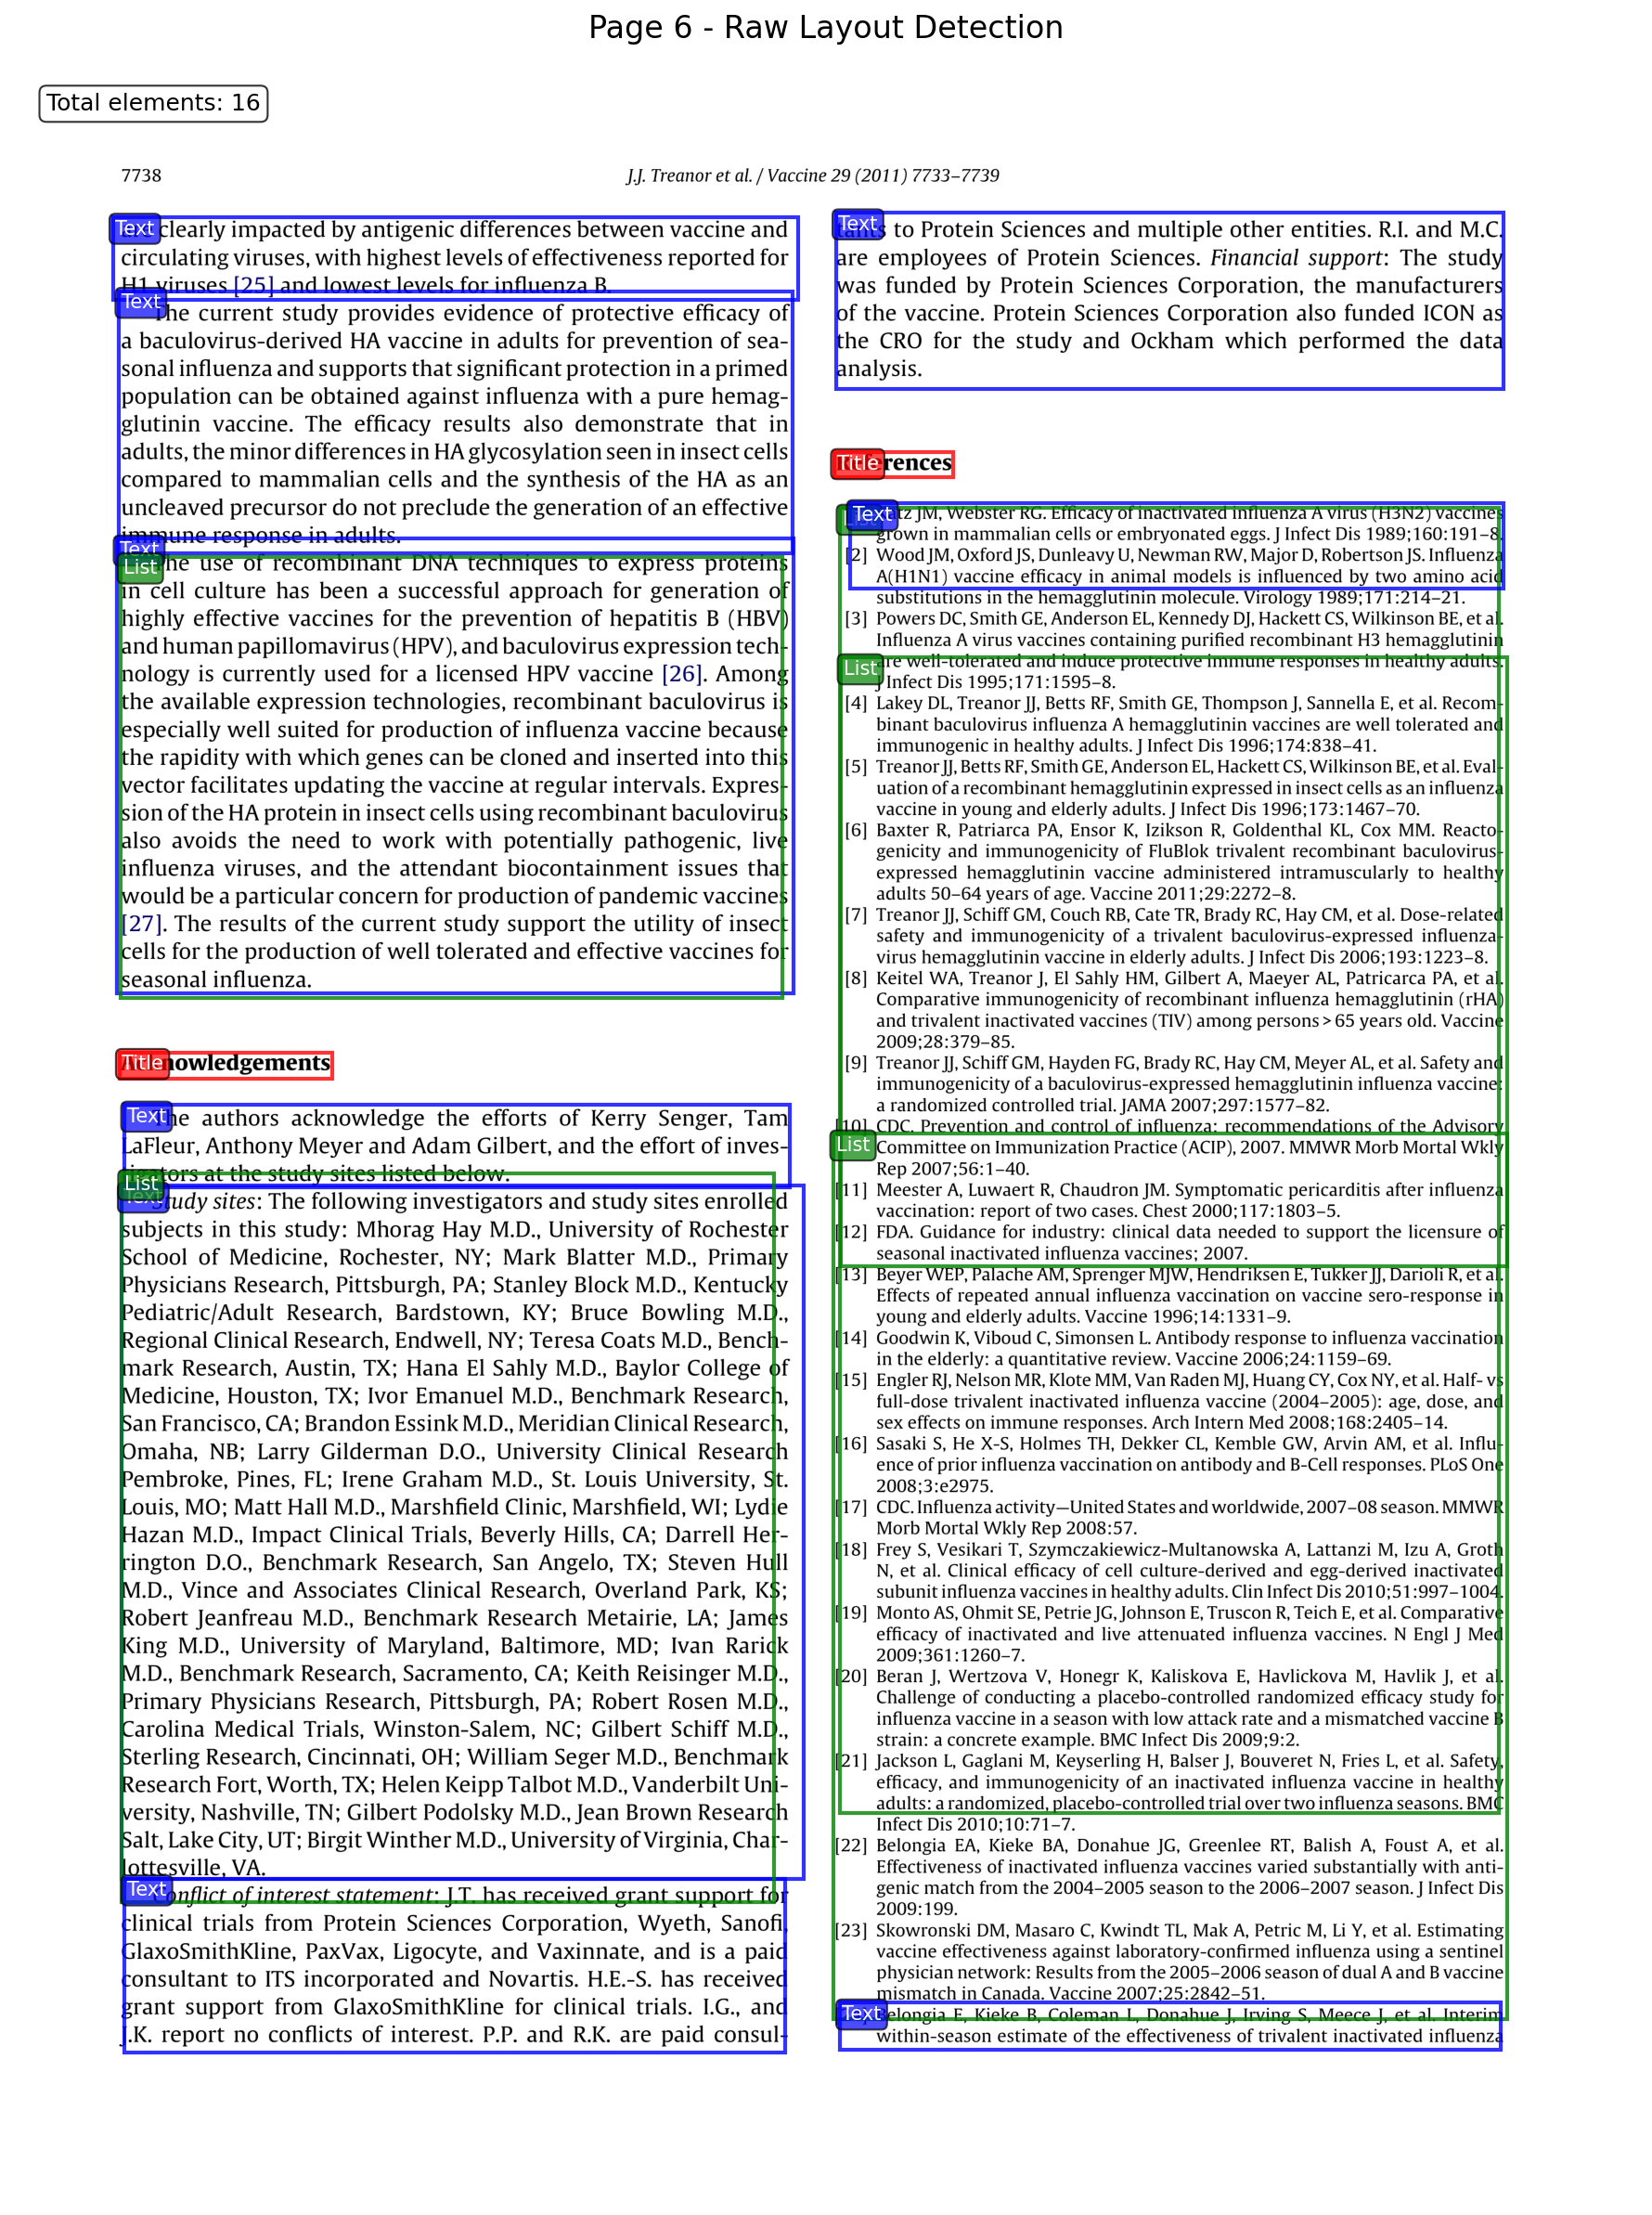 Page 6 - Raw Layout Detection
Total elements: 16
7738
J.J. Treanor et al. / Vaccine 29 (2011) 7733–7739
Text
clearly impacted by antigenic differences between vaccine and
circulating viruses, with highest levels of effectiveness reported for
H1 viruses [25] and lowest levels for influenza B.
Text
The current study provides evidence of protective efficacy of
a baculovirus-derived HA vaccine in adults for prevention of sea-
sonal influenza and supports that significant protection in a primed
population can be obtained against influenza with a pure hemag-
glutinin vaccine. The efficacy results also demonstrate that in
adults, the minor differences in HA glycosylation seen in insect cells
compared to mammalian cells and the synthesis of the HA as an
uncleaved precursor do not preclude the generation of an effective
immune response in adults.
Text
List
The use of recombinant DNA techniques to express proteins
in cell culture has been a successful approach for generation of
highly effective vaccines for the prevention of hepatitis B (HBV)
and human papillomavirus (HPV), and baculovirus expression tech-
nology is currently used for a licensed HPV vaccine [26]. Among
the available expression technologies, recombinant baculovirus is
especially well suited for production of influenza vaccine because
the rapidity with which genes can be cloned and inserted into this
vector facilitates updating the vaccine at regular intervals. Expres-
sion of the HA protein in insect cells using recombinant baculovirus
also avoids the need to work with potentially pathogenic, live
influenza viruses, and the attendant biocontainment issues that
would be a particular concern for production of pandemic vaccines
[27]. The results of the current study support the utility of insect
cells for the production of well tolerated and effective vaccines for
seasonal influenza.
Title
Acknowledgements
Text
The authors acknowledge the efforts of Kerry Senger, Tam
LaFleur, Anthony Meyer and Adam Gilbert, and the effort of inves-
tigators at the study sites listed below.
List
Text
Study sites: The following investigators and study sites enrolled
subjects in this study: Mhorag Hay M.D., University of Rochester
School of Medicine, Rochester, NY; Mark Blatter M.D., Primary
Physicians Research, Pittsburgh, PA; Stanley Block M.D., Kentucky
Pediatric/Adult Research, Bardstown, KY; Bruce Bowling M.D.,
Regional Clinical Research, Endwell, NY; Teresa Coats M.D., Bench-
mark Research, Austin, TX; Hana El Sahly M.D., Baylor College of
Medicine, Houston, TX; Ivor Emanuel M.D., Benchmark Research,
San Francisco, CA; Brandon Essink M.D., Meridian Clinical Research,
Omaha, NB; Larry Gilderman D.O., University Clinical Research
Pembroke, Pines, FL; Irene Graham M.D., St. Louis University, St.
Louis, MO; Matt Hall M.D., Marshfield Clinic, Marshfield, WI; Lydie
Hazan M.D., Impact Clinical Trials, Beverly Hills, CA; Darrell Her-
rington D.O., Benchmark Research, San Angelo, TX; Steven Hull
M.D., Vince and Associates Clinical Research, Overland Park, KS;
Robert Jeanfreau M.D., Benchmark Research Metairie, LA; James
King M.D., University of Maryland, Baltimore, MD; Ivan Rarick
M.D., Benchmark Research, Sacramento, CA; Keith Reisinger M.D.,
Primary Physicians Research, Pittsburgh, PA; Robert Rosen M.D.,
Carolina Medical Trials, Winston-Salem, NC; Gilbert Schiff M.D.,
Sterling Research, Cincinnati, OH; William Seger M.D., Benchmark
Research Fort, Worth, TX; Helen Keipp Talbot M.D., Vanderbilt Uni-
versity, Nashville, TN; Gilbert Podolsky M.D., Jean Brown Research
Salt, Lake City, UT; Birgit Winther M.D., University of Virginia, Char-
lottesville, VA.
Text
Conflict of interest statement: J.T. has received grant support for
clinical trials from Protein Sciences Corporation, Wyeth, Sanofi,
GlaxoSmithKline, PaxVax, Ligocyte, and Vaxinnate, and is a paid
consultant to ITS incorporated and Novartis. H.E.-S. has received
grant support from GlaxoSmithKline for clinical trials. I.G., and
J.K. report no conflicts of interest. P.P. and R.K. are paid consul-
Text
tants to Protein Sciences and multiple other entities. R.I. and M.C.
are employees of Protein Sciences. Financial support: The study
was funded by Protein Sciences Corporation, the manufacturers
of the vaccine. Protein Sciences Corporation also funded ICON as
the CRO for the study and Ockham which performed the data
analysis.
Title
References
List
Text
Katz JM, Webster RG. Efficacy of inactivated influenza A virus (H3N2) vaccines
grown in mammalian cells or embryonated eggs. J Infect Dis 1989;160:191–8.
[2] Wood JM, Oxford JS, Dunleavy U, Newman RW, Major D, Robertson JS. Influenza
A(H1N1) vaccine efficacy in animal models is influenced by two amino acid
substitutions in the hemagglutinin molecule. Virology 1989;171:214–21.
[3] Powers DC, Smith GE, Anderson EL, Kennedy DJ, Hackett CS, Wilkinson BE, et al.
Influenza A virus vaccines containing purified recombinant H3 hemagglutinin
List
are well-tolerated and induce protective immune responses in healthy adults.
J Infect Dis 1995;171:1595–8.
[4] Lakey DL, Treanor JJ, Betts RF, Smith GE, Thompson J, Sannella E, et al. Recom-
binant baculovirus influenza A hemagglutinin vaccines are well tolerated and
immunogenic in healthy adults. J Infect Dis 1996;174:838–41.
[5] Treanor JJ, Betts RF, Smith GE, Anderson EL, Hackett CS, Wilkinson BE, et al. Eval-
uation of a recombinant hemagglutinin expressed in insect cells as an influenza
vaccine in young and elderly adults. J Infect Dis 1996;173:1467–70.
[6] Baxter R, Patriarca PA, Ensor K, Izikson R, Goldenthal KL, Cox MM. Reacto-
genicity and immunogenicity of FluBlok trivalent recombinant baculovirus-
expressed hemagglutinin vaccine administered intramuscularly to healthy
adults 50–64 years of age. Vaccine 2011;29:2272–8.
[7] Treanor JJ, Schiff GM, Couch RB, Cate TR, Brady RC, Hay CM, et al. Dose-related
safety and immunogenicity of a trivalent baculovirus-expressed influenza-
virus hemagglutinin vaccine in elderly adults. J Infect Dis 2006;193:1223–8.
[8] Keitel WA, Treanor J, El Sahly HM, Gilbert A, Maeyer AL, Patricarca PA, et al.
Comparative immunogenicity of recombinant influenza hemagglutinin (rHA)
and trivalent inactivated vaccines (TIV) among persons > 65 years old. Vaccine
2009;28:379–85.
[9] Treanor JJ, Schiff GM, Hayden FG, Brady RC, Hay CM, Meyer AL, et al. Safety and
immunogenicity of a baculovirus-expressed hemagglutinin influenza vaccine:
a randomized controlled trial. JAMA 2007;297:1577–82.
[10] CDC. Prevention and control of influenza: recommendations of the Advisory
List
Committee on Immunization Practice (ACIP), 2007. MMWR Morb Mortal Wkly
Rep 2007;56:1–40.
[11] Meester A, Luwaert R, Chaudron JM. Symptomatic pericarditis after influenza
vaccination: report of two cases. Chest 2000;117:1803–5.
[12] FDA. Guidance for industry: clinical data needed to support the licensure of
seasonal inactivated influenza vaccines; 2007.
[13] Beyer WEP, Palache AM, Sprenger MJW, Hendriksen E, Tukker JJ, Darioli R, et al.
Effects of repeated annual influenza vaccination on vaccine sero-response in
young and elderly adults. Vaccine 1996;14:1331–9.
[14] Goodwin K, Viboud C, Simonsen L. Antibody response to influenza vaccination
in the elderly: a quantitative review. Vaccine 2006;24:1159–69.
[15] Engler RJ, Nelson MR, Klote MM, Van Raden MJ, Huang CY, Cox NY, et al. Half- vs
full-dose trivalent inactivated influenza vaccine (2004–2005): age, dose, and
sex effects on immune responses. Arch Intern Med 2008;168:2405–14.
[16] Sasaki S, He X-S, Holmes TH, Dekker CL, Kemble GW, Arvin AM, et al. Influ-
ence of prior influenza vaccination on antibody and B-Cell responses. PLoS One
2008;3:e2975.
[17] CDC. Influenza activity—United States and worldwide, 2007–08 season. MMWR
Morb Mortal Wkly Rep 2008:57.
[18] Frey S, Vesikari T, Szymczakiewicz-Multanowska A, Lattanzi M, Izu A, Groth
N, et al. Clinical efficacy of cell culture-derived and egg-derived inactivated
subunit influenza vaccines in healthy adults. Clin Infect Dis 2010;51:997–1004.
[19] Monto AS, Ohmit SE, Petrie JG, Johnson E, Truscon R, Teich E, et al. Comparative
efficacy of inactivated and live attenuated influenza vaccines. N Engl J Med
2009;361:1260–7.
[20] Beran J, Wertzova V, Honegr K, Kaliskova E, Havlickova M, Havlik J, et al.
Challenge of conducting a placebo-controlled randomized efficacy study for
influenza vaccine in a season with low attack rate and a mismatched vaccine B
strain: a concrete example. BMC Infect Dis 2009;9:2.
[21] Jackson L, Gaglani M, Keyserling H, Balser J, Bouveret N, Fries L, et al. Safety,
efficacy, and immunogenicity of an inactivated influenza vaccine in healthy
adults: a randomized, placebo-controlled trial over two influenza seasons. BMC
Infect Dis 2010;10:71–7.
[22] Belongia EA, Kieke BA, Donahue JG, Greenlee RT, Balish A, Foust A, et al.
Effectiveness of inactivated influenza vaccines varied substantially with anti-
genic match from the 2004–2005 season to the 2006–2007 season. J Infect Dis
2009:199.
[23] Skowronski DM, Masaro C, Kwindt TL, Mak A, Petric M, Li Y, et al. Estimating
vaccine effectiveness against laboratory-confirmed influenza using a sentinel
physician network: Results from the 2005–2006 season of dual A and B vaccine
mismatch in Canada. Vaccine 2007;25:2842–51.
Text
Belongia E, Kieke B, Coleman L, Donahue J, Irving S, Meece J, et al. Interim
within-season estimate of the effectiveness of trivalent inactivated influenza